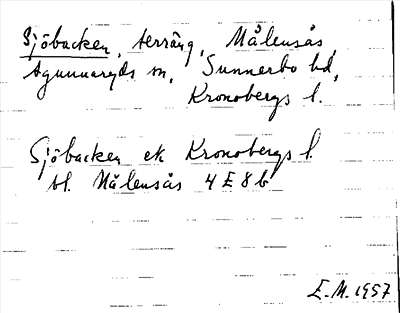 Sjöbacken, terräng, Målensås,
Agunnaryds sn, Sunnerbo hd,
Kronobergs l.
Sjöbacken ek Kronobergs l.
bl. Målensås 4 E 8 b
E.M. 1957